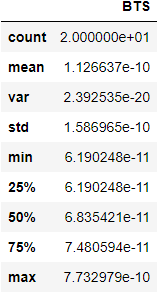 BTS
count 2.000000e+01
mean 1.126637e-10
var 2.392535e-20
std 1.586965e-10
min 6.190248e-11
25% 6.190248e-11
50% 6.835421e-11
75% 7.480594e-11
max 7.732979e-10